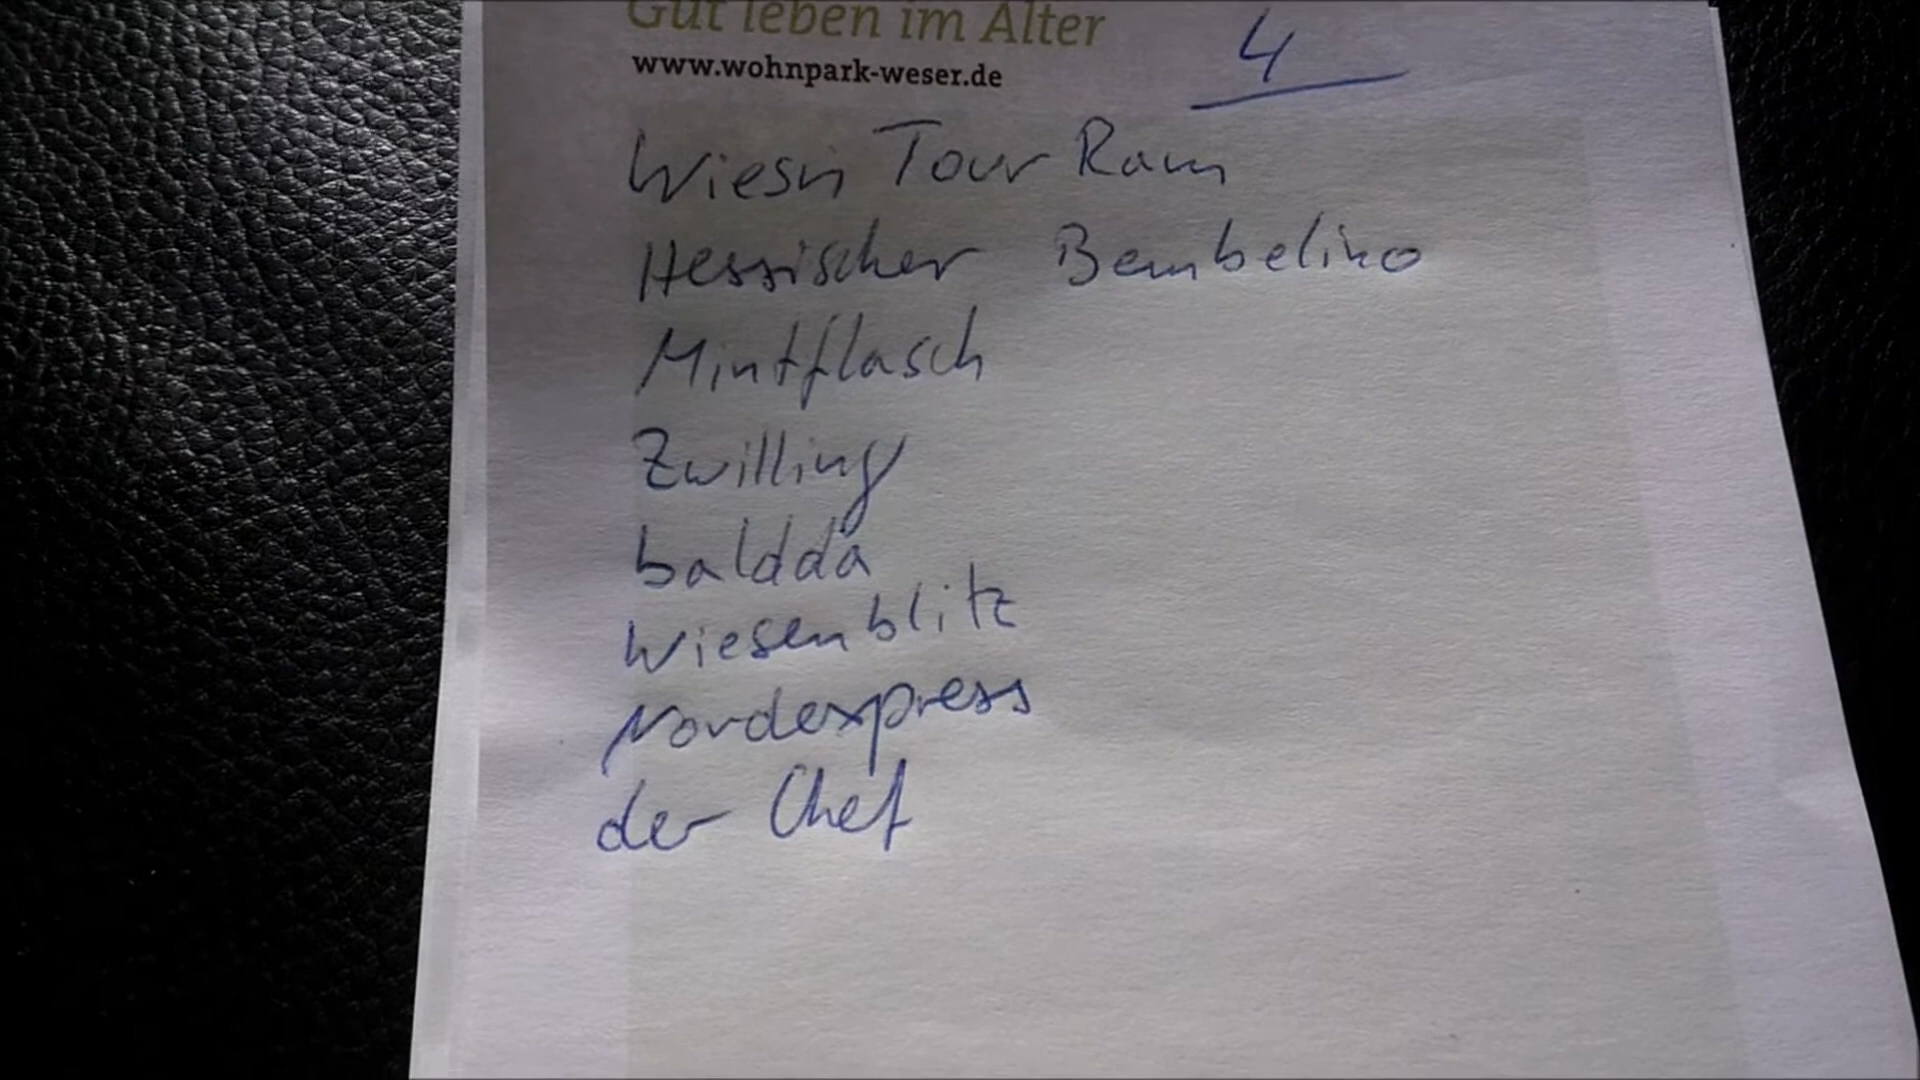 Gut leben im Alter
www.wohnpark-weser.de
4
Wiesn Tour Ram
Hessischer Bembelino
Mintflasch
Zwilling
baldda
Wiesenblitz
Nordexpress
der Chef